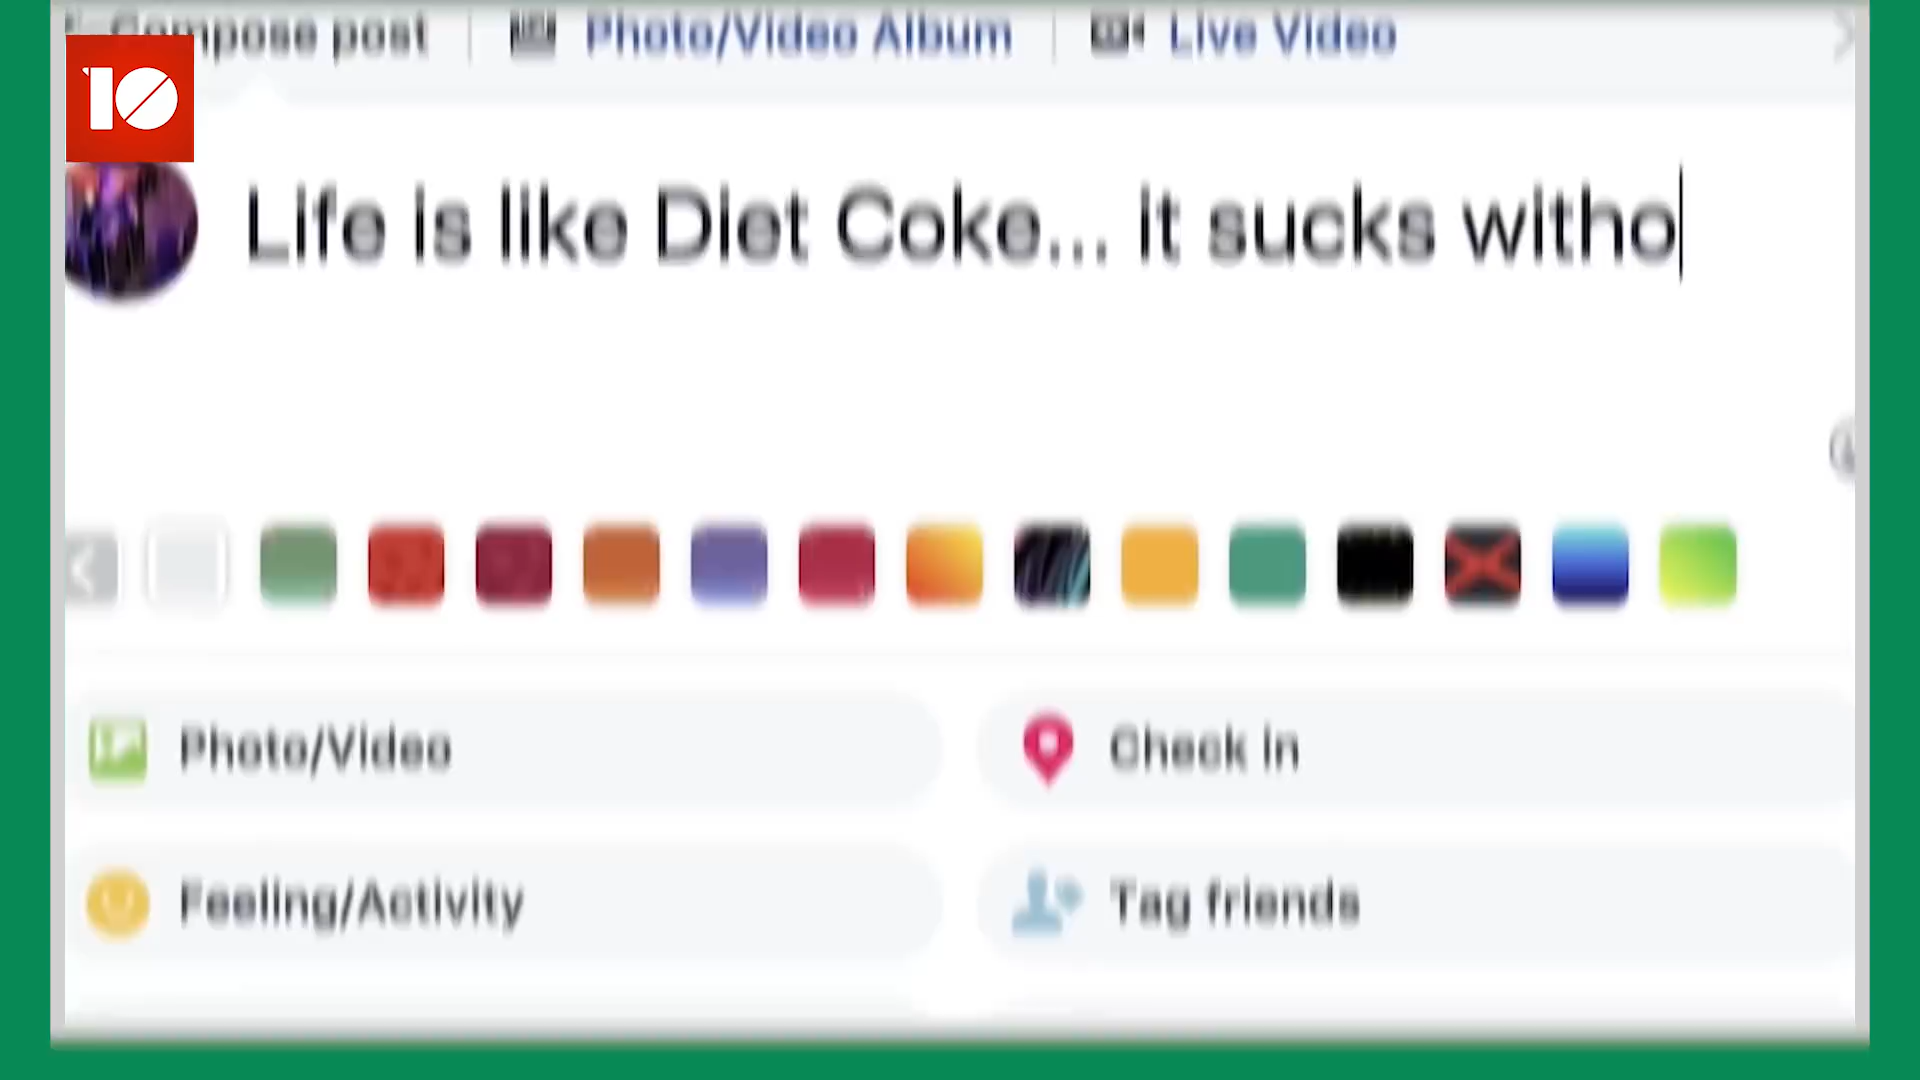 Compose post
Photo/Video Album
Live Video
10
Life is like Diet Coke... it sucks witho
Photo/Video
Check in
Feeling/Activity
Tag friends